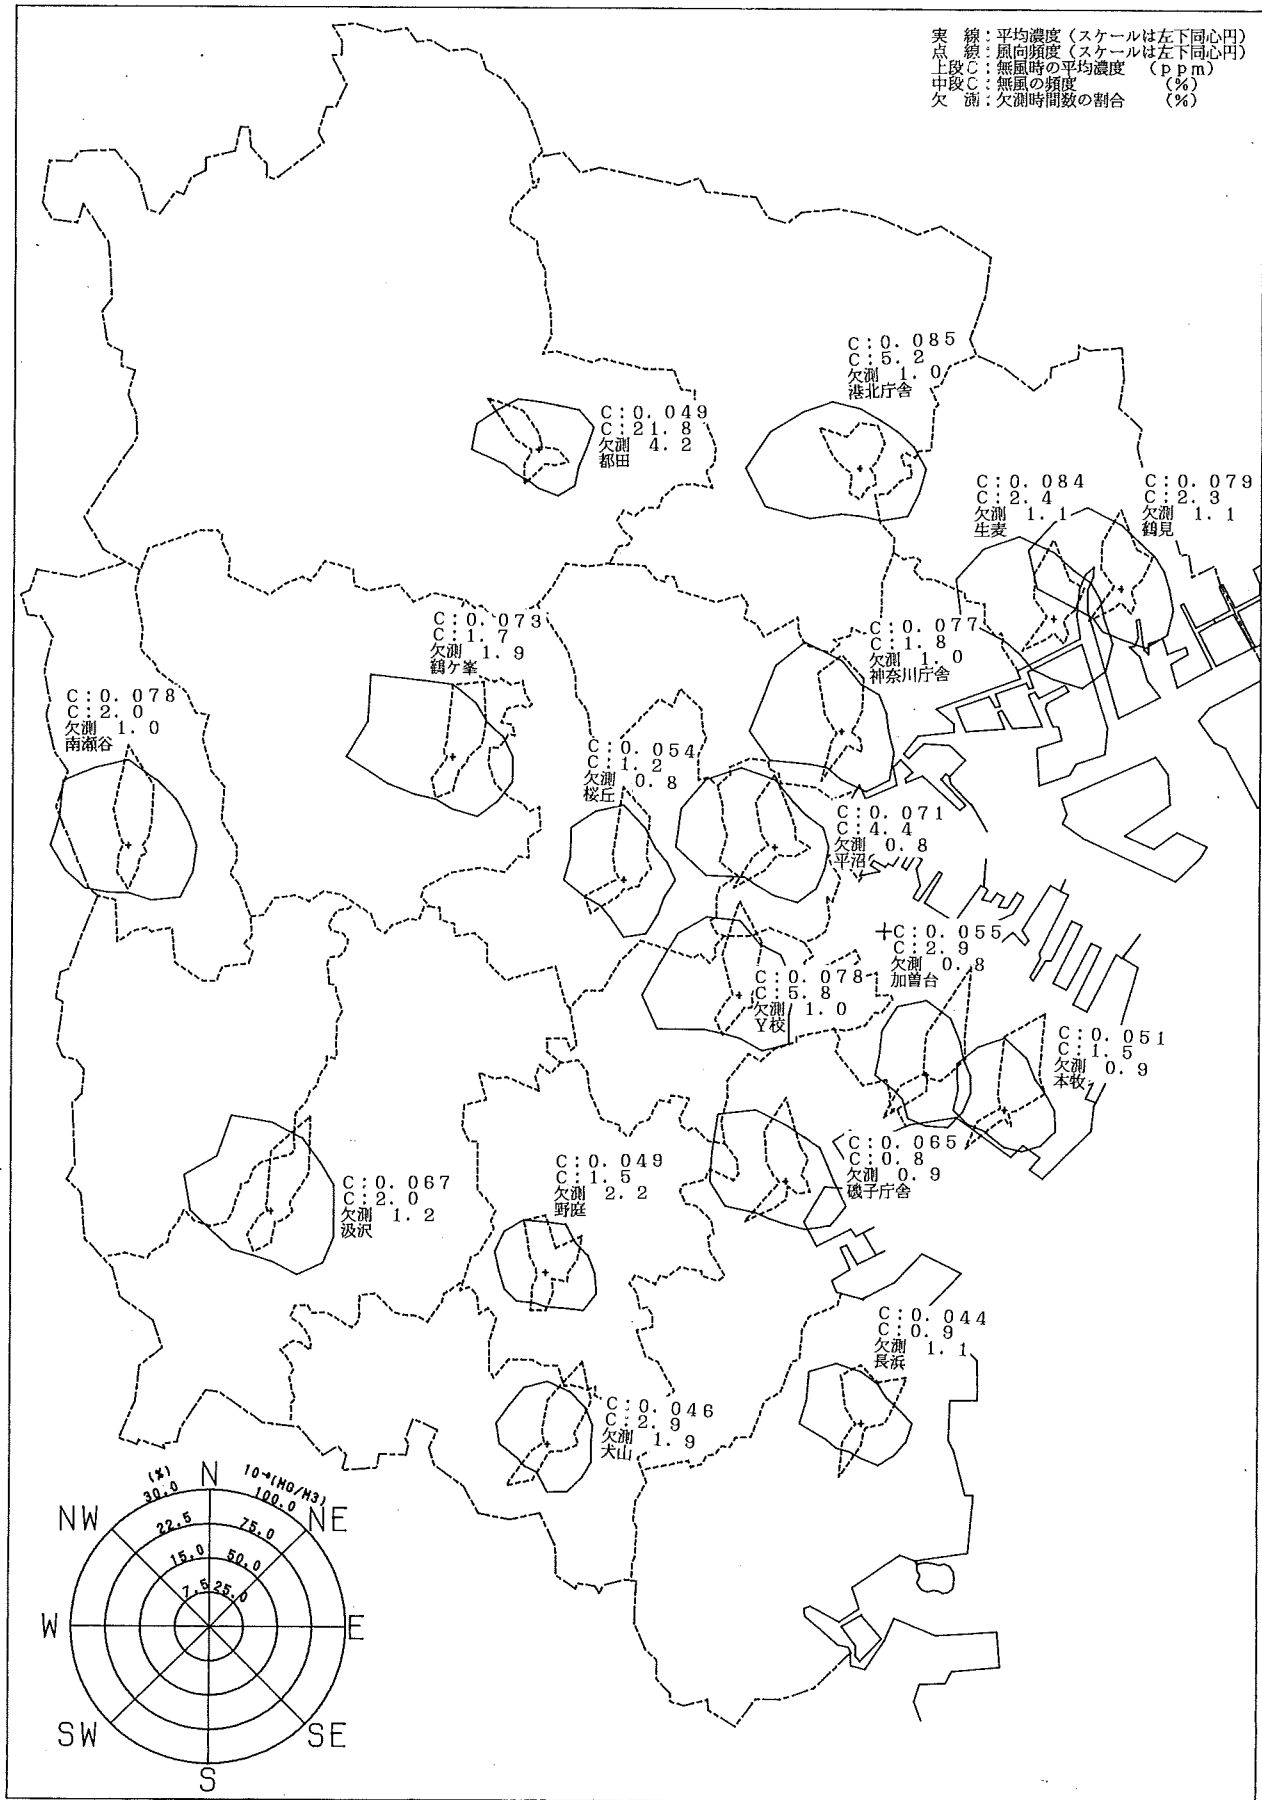 実　線：平均濃度（スケールは左下同心円）
点　線：風向頻度（スケールは左下同心円）
上段C：無風時の平均濃度　（ppm）
中段C：無風の頻度　（%）
欠　測：欠測時間数の割合　（%）
C:0.085
C:5.2
欠測 1.0
港北庁舎
C:0.049
C:21.8
欠測 4.2
都田
C:0.084
C:2.4
欠測 1.1
生麦
C:0.079
C:2.3
欠測 1.1
鶴見
C:0.073
C:1.7
欠測 1.9
鶴ケ峯
C:0.077
C:1.8
欠測 1.0
神奈川庁舎
C:0.078
C:2.0
欠測 1.0
南瀬谷
C:0.054
C:1.2
欠測 0.8
桜丘
C:0.071
C:4.4
欠測 0.8
平沼
C:0.055
C:2.9
欠測 0.8
加曽台
C:0.078
C:5.8
欠測 1.0
Y校
C:0.051
C:1.5
欠測 0.9
本牧
C:0.065
C:0.8
欠測 0.9
磯子庁舎
C:0.049
C:1.5
欠測 2.2
野庭
C:0.067
C:2.0
欠測 1.2
汲沢
C:0.044
C:0.9
欠測 1.1
長浜
C:0.046
C:2.9
欠測 1.9
犬山
(%)
30.0
N
10-⁶(MG/M3)
100.0
NW
22.5
75.0
NE
15.0
50.0
7.5
25.0
W
E
SW
SE
S